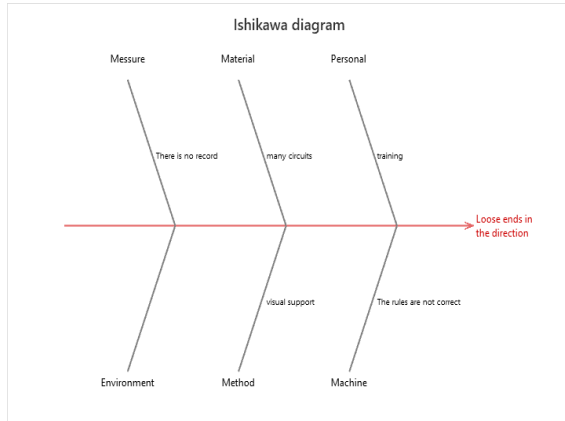 Ishikawa diagram
Messure
Material
Personal
There is no record
many circuits
training
Loose ends in
the direction
visual support
The rules are not correct
Environment
Method
Machine